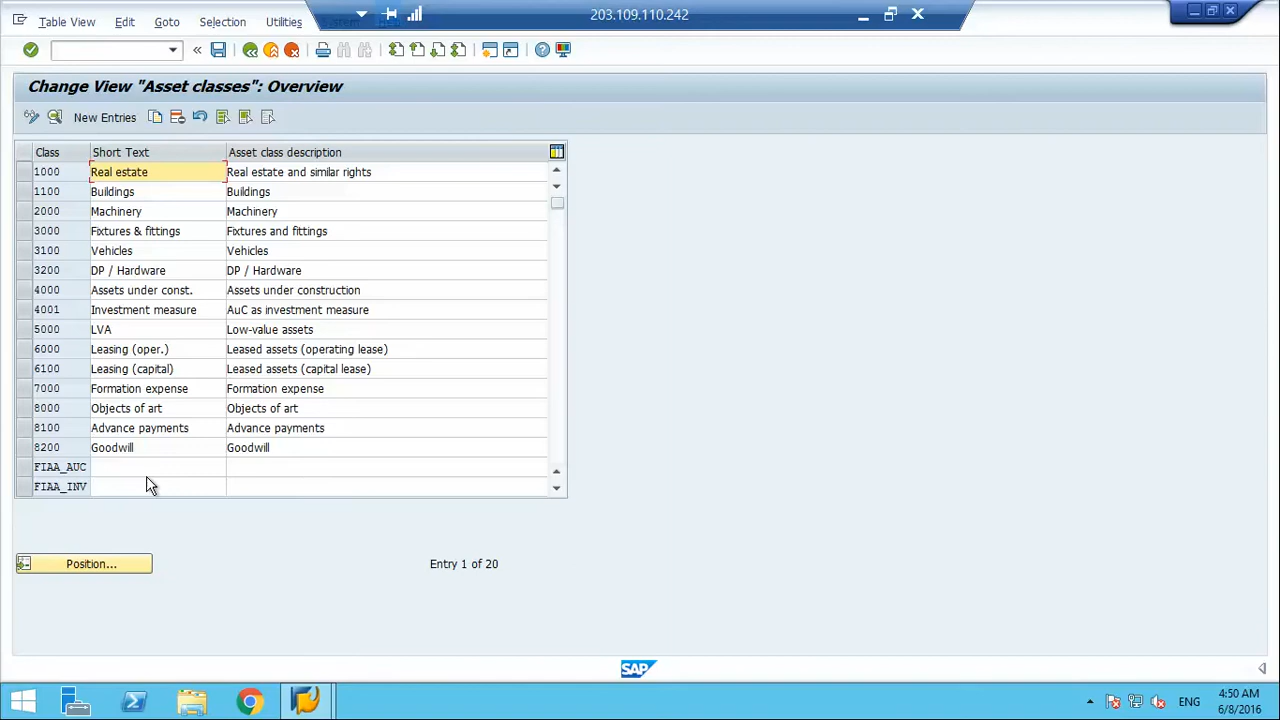 203.109.110.242
Table View Edit Goto Selection Utilities
Change View "Asset classes": Overview
New Entries
Class Short Text Asset class description
1000 Real estate Real estate and similar rights
1100 Buildings Buildings
2000 Machinery Machinery
3000 Fixtures & fittings Fixtures and fittings
3100 Vehicles Vehicles
3200 DP / Hardware DP / Hardware
4000 Assets under const. Assets under construction
4001 Investment measure AuC as investment measure
5000 LVA Low-value assets
6000 Leasing (oper.) Leased assets (operating lease)
6100 Leasing (capital) Leased assets (capital lease)
7000 Formation expense Formation expense
8000 Objects of art Objects of art
8100 Advance payments Advance payments
8200 Goodwill Goodwill
FIAA_AUC
FIAA_INV
Position... Entry 1 of 20
SAP
ENG 4:50 AM
6/8/2016